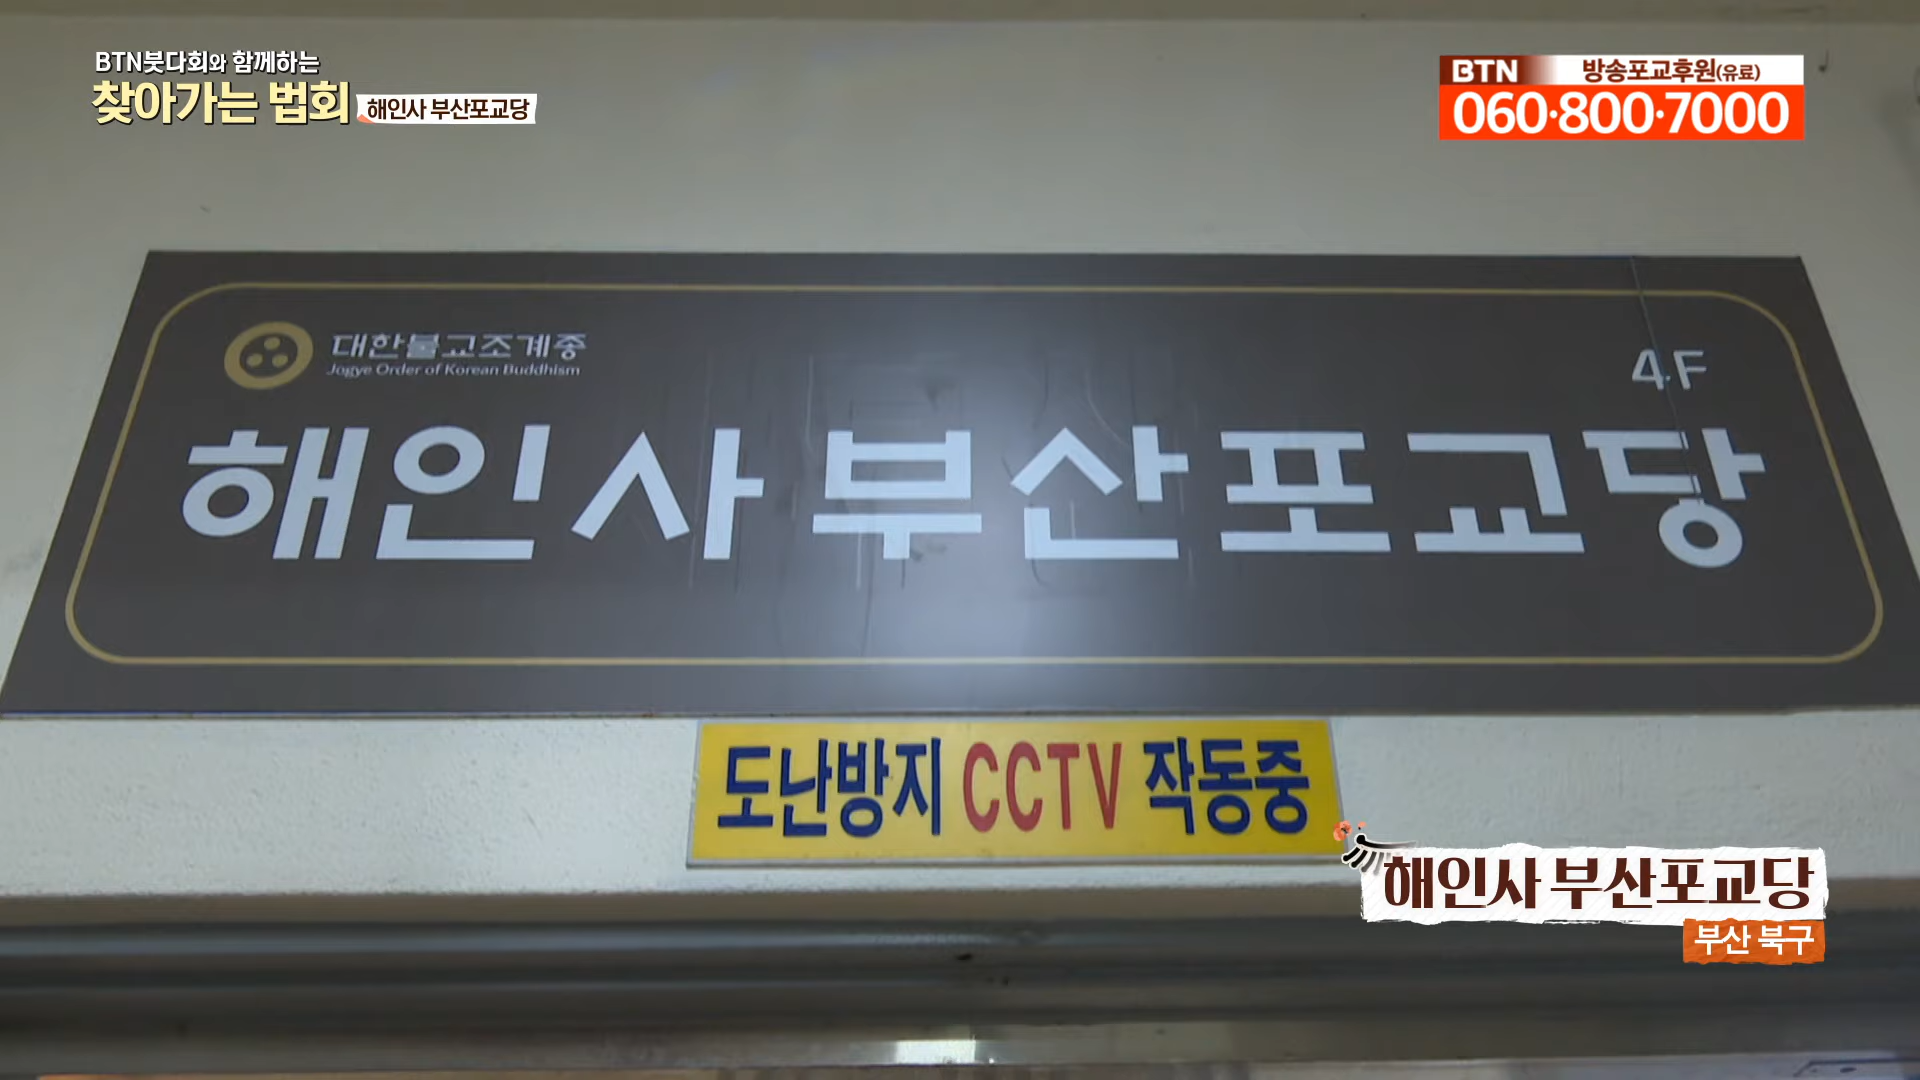 BTN붓다회와 함께하는
찾아가는 법회 해인사 부산포교당
BTN 방송포교후원(유료)
060·800·7000
대한불교조계종
Jogye Order of Korean Buddhism
4F
해인사 부산포교당
도난방지 CCTV 작동중
해인사 부산포교당
부산 북구